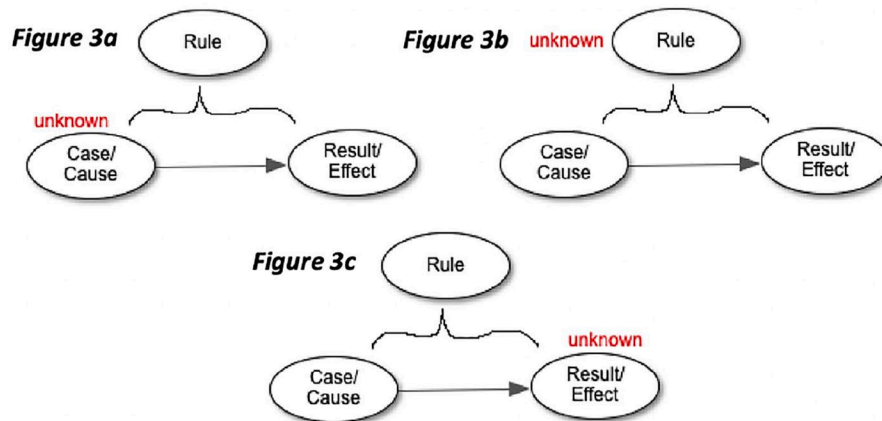 Figure 3a
Rule
unknown
Case/
Cause
Result/
Effect
Figure 3b
unknown
Rule
Case/
Cause
Result/
Effect
Figure 3c
Rule
unknown
Case/
Cause
Result/
Effect